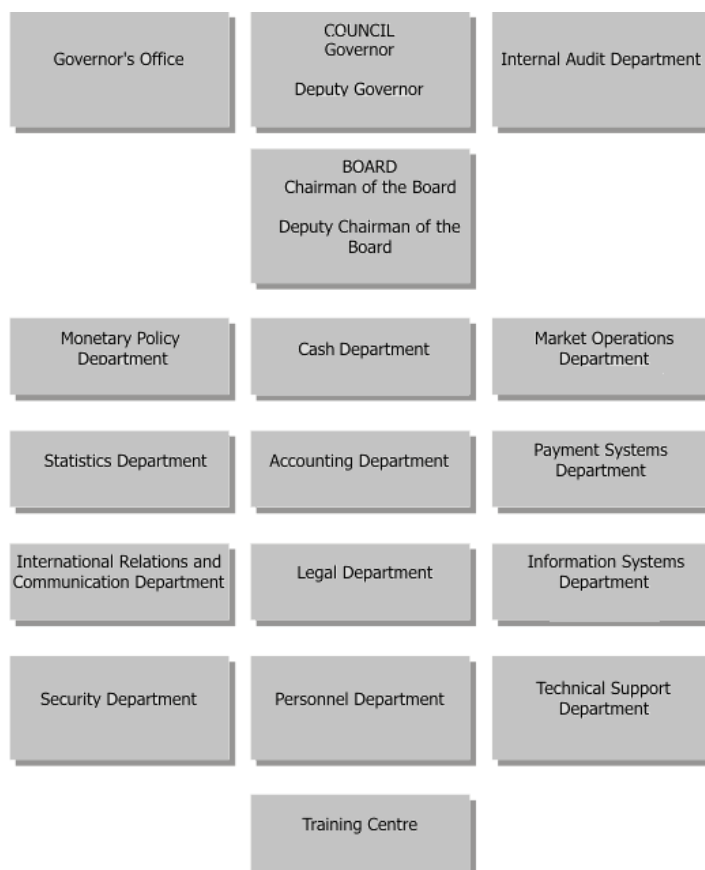 Governor's Office
COUNCIL
Governor
Deputy Governor
Internal Audit Department
BOARD
Chairman of the Board
Deputy Chairman of the
Board
Monetary Policy
Department
Cash Department
Market Operations
Department
Statistics Department
Accounting Department
Payment Systems
Department
International Relations and
Communication Department
Legal Department
Information Systems
Department
Security Department
Personnel Department
Technical Support
Department
Training Centre